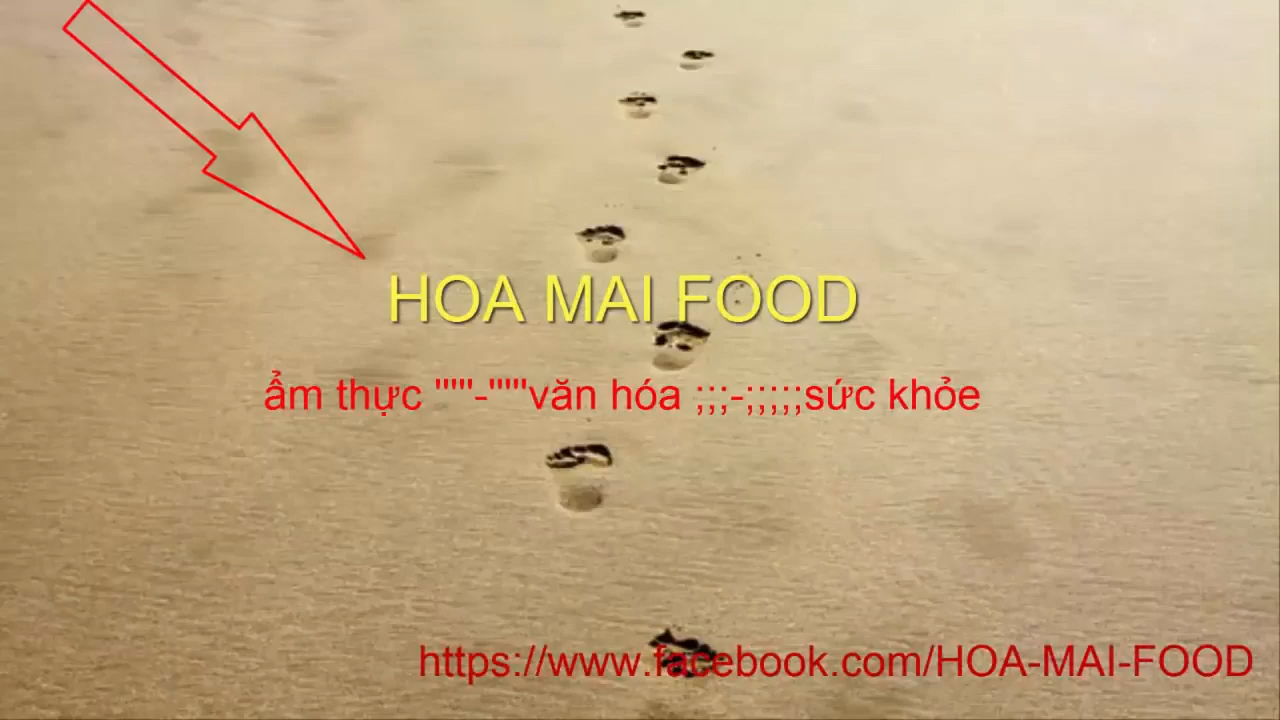 HOA MAI FOOD
ẩm thực """-"""văn hóa ;;;-;;;;;sức khỏe
https://www.facebook.com/HOA-MAI-FOOD